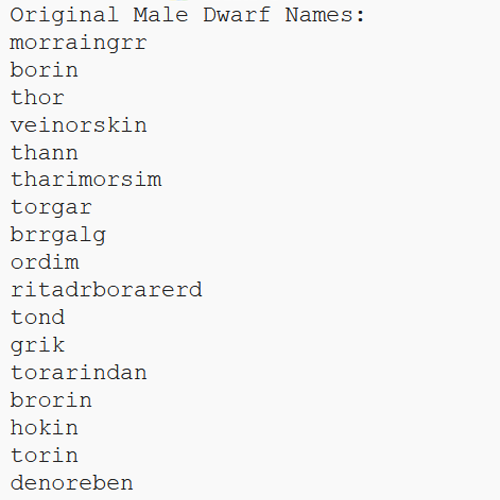 Original Male Dwarf Names:
morraingrr
borin
thor
veinorskin
thann
tharimorsim
torgar
brrgalg
ordim
ritadrborarerd
tond
grik
torarindan
brorin
hokin
torin
denoreben